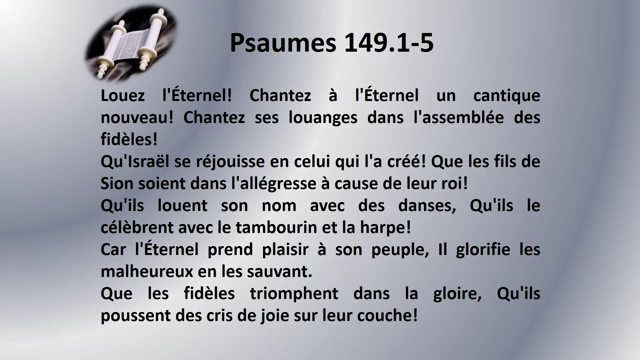 Psaumes 149.1-5
Louez l'Éternel! Chantez à l'Éternel un cantique
nouveau! Chantez ses louanges dans l'assemblée des
fidèles!
Qu'Israël se réjouisse en celui qui l'a créé! Que les fils de
Sion soient dans l'allégresse à cause de leur roi!
Qu'ils louent son nom avec des danses, Qu'ils le
célèbrent avec le tambourin et la harpe!
Car l'Éternel prend plaisir à son peuple, Il glorifie les
malheureux en les sauvant.
Que les fidèles triomphent dans la gloire, Qu'ils
poussent des cris de joie sur leur couche!